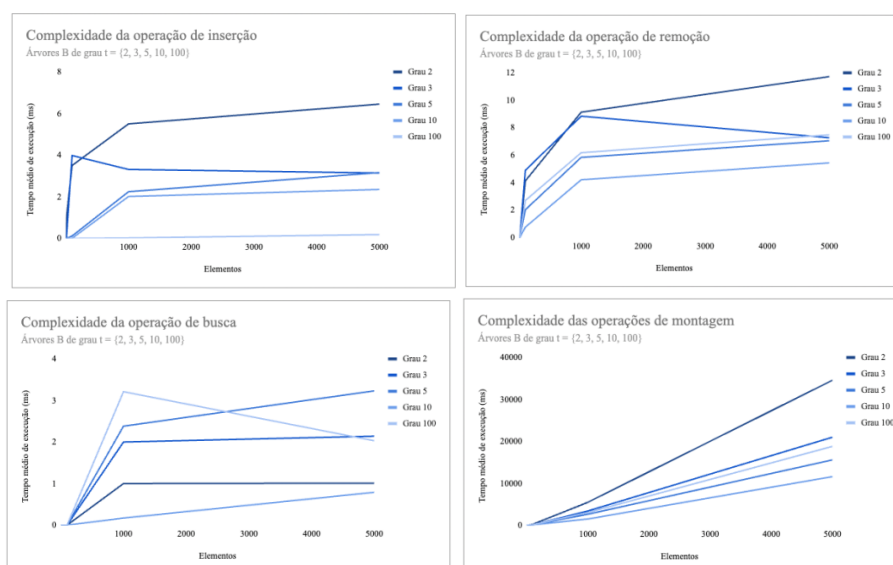 Complexidade da operação de inserção
Árvores B de grau t = {2, 3, 5, 10, 100}
Tempo médio de execução (ms)
8
6
4
2
0
1000
2000
3000
4000
5000
Elementos
Grau 2
Grau 3
Grau 5
Grau 10
Grau 100
Complexidade da operação de remoção
Árvores B de grau t = {2, 3, 5, 10, 100}
Tempo médio de execução (ms)
12
10
8
6
4
2
0
1000
2000
3000
4000
5000
Elementos
Grau 2
Grau 3
Grau 5
Grau 10
Grau 100
Complexidade da operação de busca
Árvores B de grau t = {2, 3, 5, 10, 100}
Tempo médio de execução (ms)
4
3
2
1
0
1000
2000
3000
4000
5000
Elementos
Grau 2
Grau 3
Grau 5
Grau 10
Grau 100
Complexidade das operações de montagem
Árvores B de grau t = {2, 3, 5, 10, 100}
Tempo médio de execução (ms)
40000
30000
20000
10000
0
1000
2000
3000
4000
5000
Elementos
Grau 2
Grau 3
Grau 5
Grau 10
Grau 100